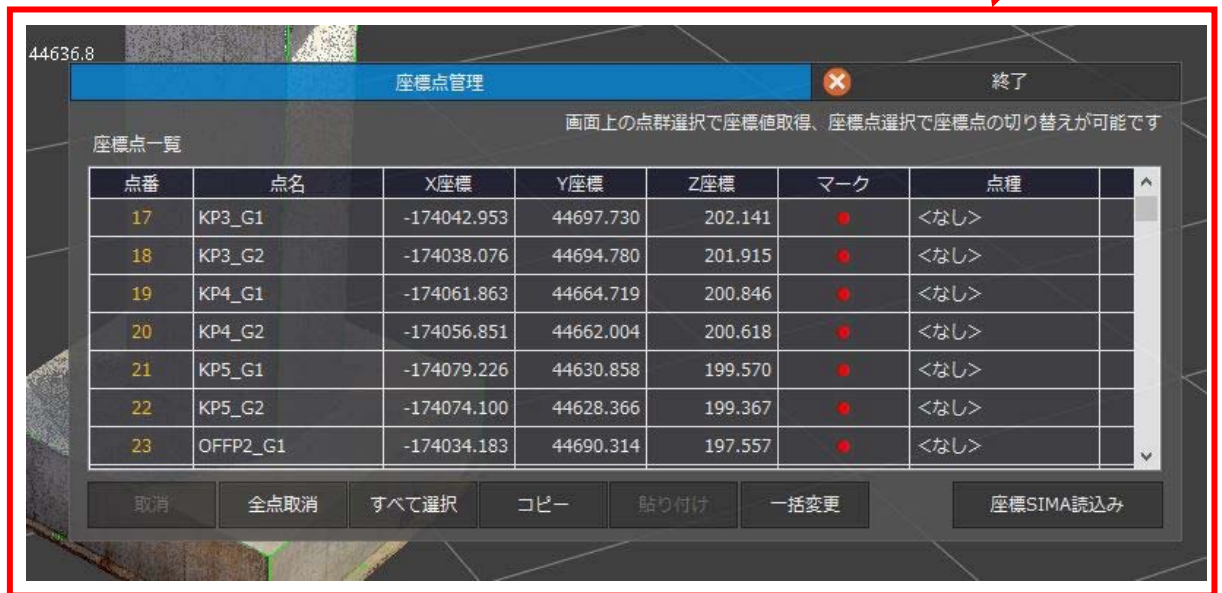 44636.8
座標点管理 終了
画面上の点群選択で座標値取得、座標点選択で座標点の切り替えが可能です
座標点一覧
点番 点名 X座標 Y座標 Z座標 マーク 点種
17 KP3_G1 -174042.953 44697.730 202.141 <なし>
18 KP3_G2 -174038.076 44694.780 201.915 <なし>
19 KP4_G1 -174061.863 44664.719 200.846 <なし>
20 KP4_G2 -174056.851 44662.004 200.618 <なし>
21 KP5_G1 -174079.226 44630.858 199.570 <なし>
22 KP5_G2 -174074.100 44628.366 199.367 <なし>
23 OFFP2_G1 -174034.183 44690.314 197.557 <なし>
取消 全点取消 すべて選択 コピー 貼り付け 一括変更 座標SIMA読込み